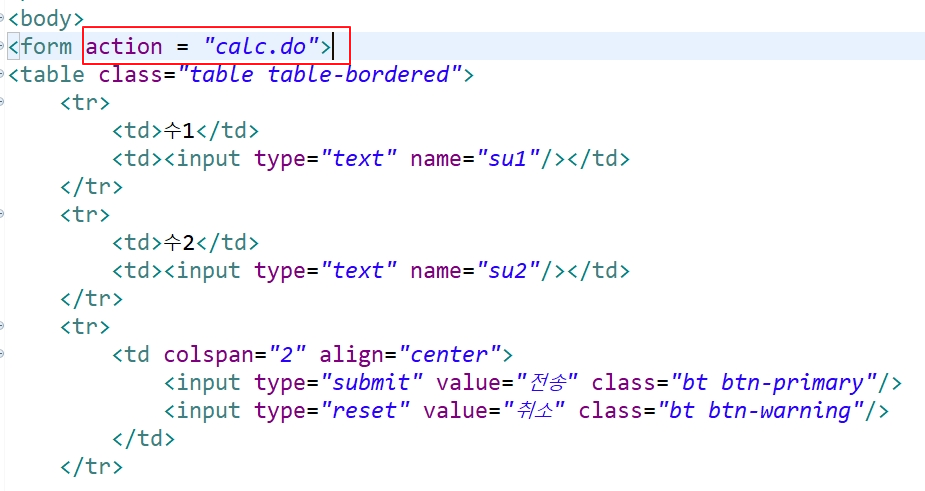 <body>
<form action = "calc.do">
<table class="table table-bordered">
<tr>
<td>수1</td>
<td><input type="text" name="su1"/></td>
</tr>
<tr>
<td>수2</td>
<td><input type="text" name="su2"/></td>
</tr>
<tr>
<td colspan="2" align="center">
<input type="submit" value="전송" class="bt btn-primary"/>
<input type="reset" value="취소" class="bt btn-warning"/>
</td>
</tr>